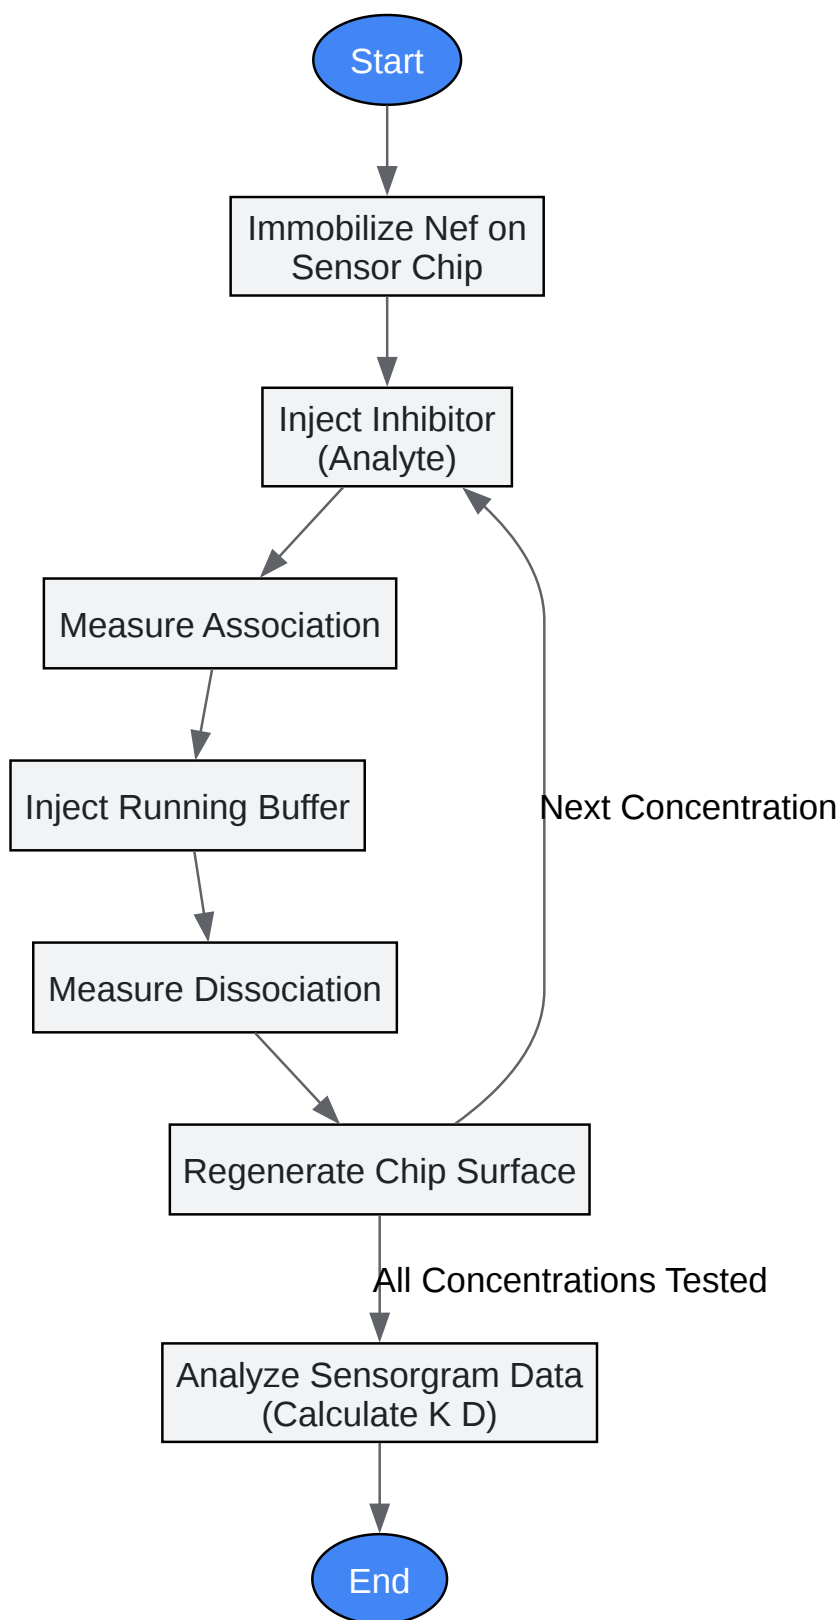 Start
Immobilize Nef on
Sensor Chip
Inject Inhibitor
(Analyte)
Measure Association
Inject Running Buffer
Next Concentration
Measure Dissociation
Regenerate Chip Surface
All Concentrations Tested
Analyze Sensorgram Data
(Calculate K D)
End